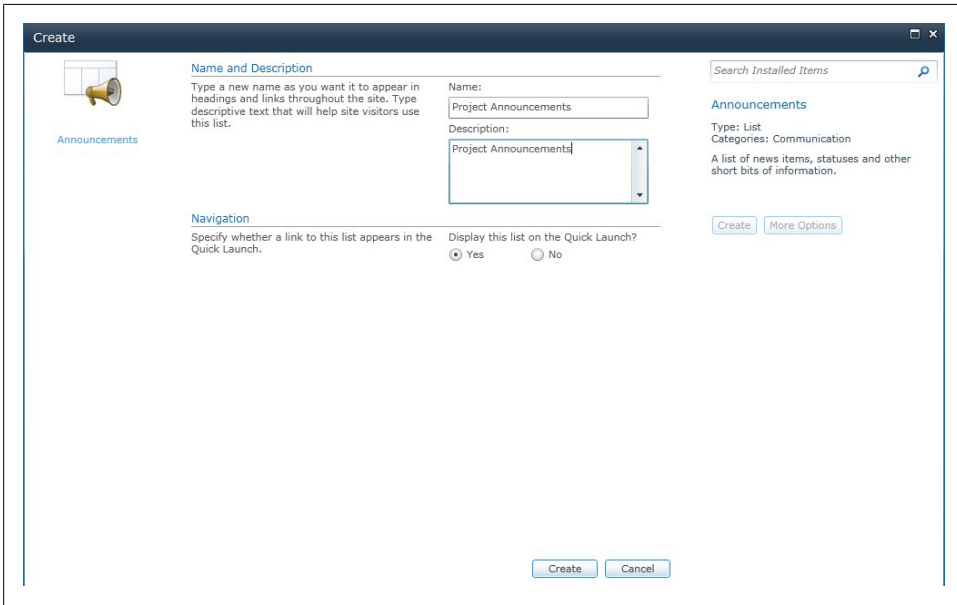 Create
Announcements
Name and Description
Type a new name as you want it to appear in
headings and links throughout the site. Type
descriptive text that will help site visitors use
this list.
Name:
Project Announcements
Description:
Project Announcements
Navigation
Specify whether a link to this list appears in the
Quick Launch.
Display this list on the Quick Launch?
Yes No
Search Installed Items
Announcements
Type: List
Categories: Communication
A list of news items, statuses and other
short bits of information.
Create More Options
Create Cancel